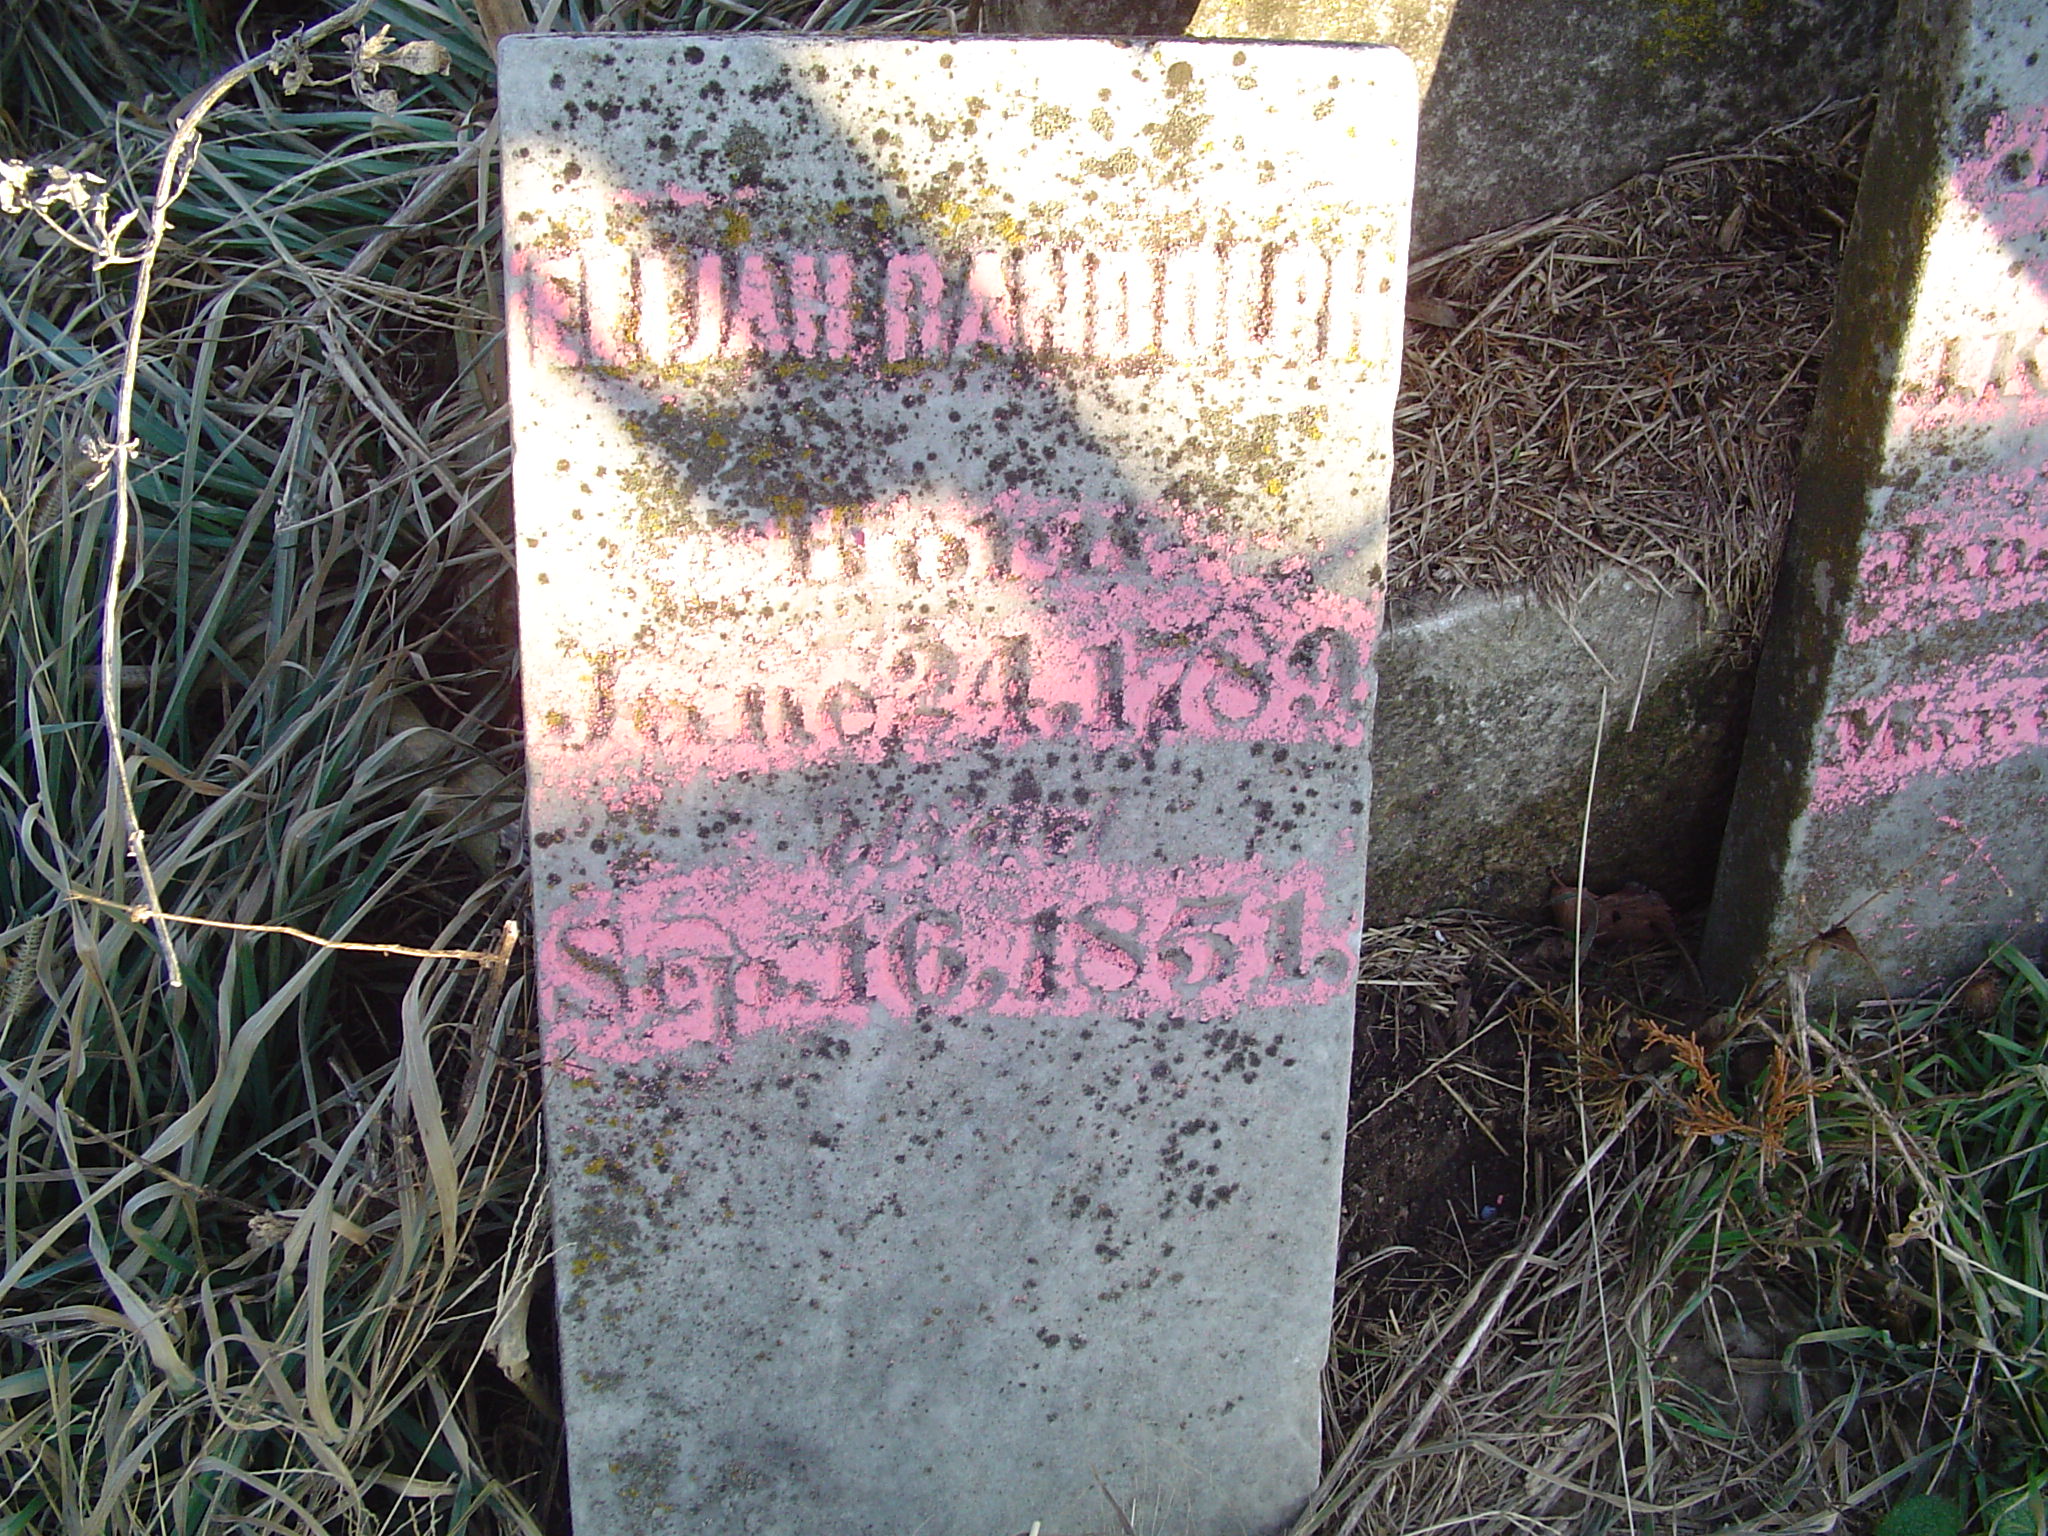 ELIJAH RANDOLPH
BORN
June 24, 1782
DIED
Sep. 16, 1851.